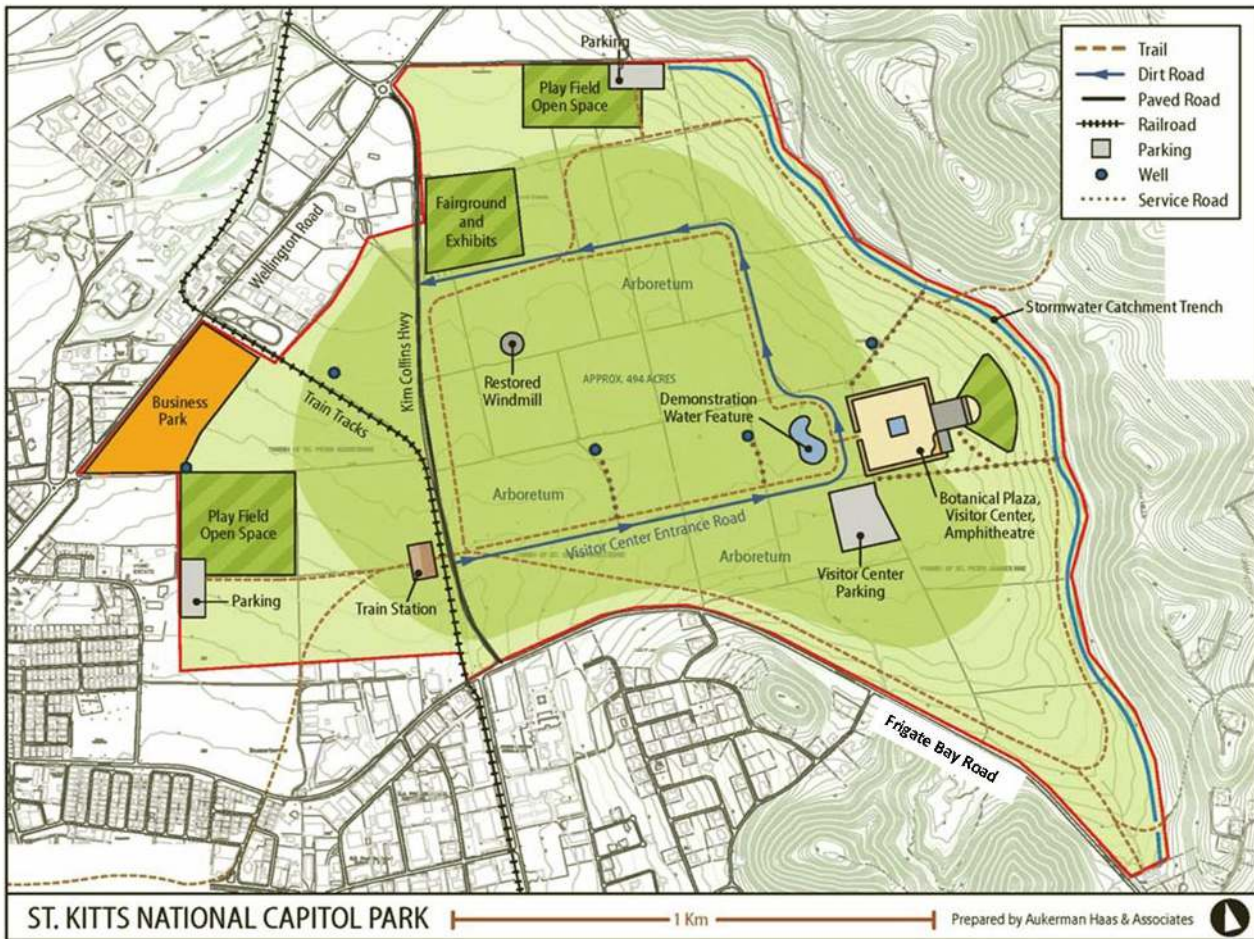 Parking
Play Field
Open Space
Trail
Dirt Road
Paved Road
Railroad
Parking
Well
Service Road
Fairground
and
Exhibits
Wellington Road
Arboretum
Stormwater Catchment Trench
Kim Collins Hwy
Restored
Windmill
APPROX. 494 ACRES
Demonstration
Water Feature
Business
Park
Train Tracks
Arboretum
Play Field
Open Space
Visitor Center Entrance Road
Arboretum
Botanical Plaza,
Visitor Center,
Amphitheatre
Visitor Center
Parking
Parking
Train Station
Frigate Bay Road
ST. KITTS NATIONAL CAPITOL PARK
1 Km
Prepared by Aukerman Haas & Associates